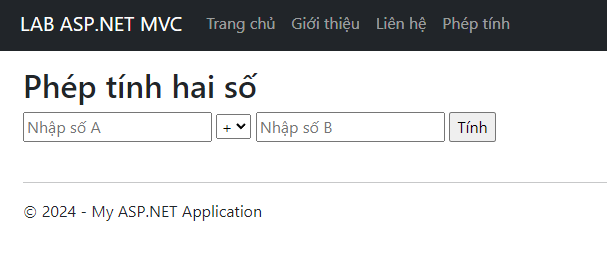 LAB ASP.NET MVC Trang chủ Giới thiệu Liên hệ Phép tính
Phép tính hai số
Nhập số A + Nhập số B Tính
© 2024 - My ASP.NET Application